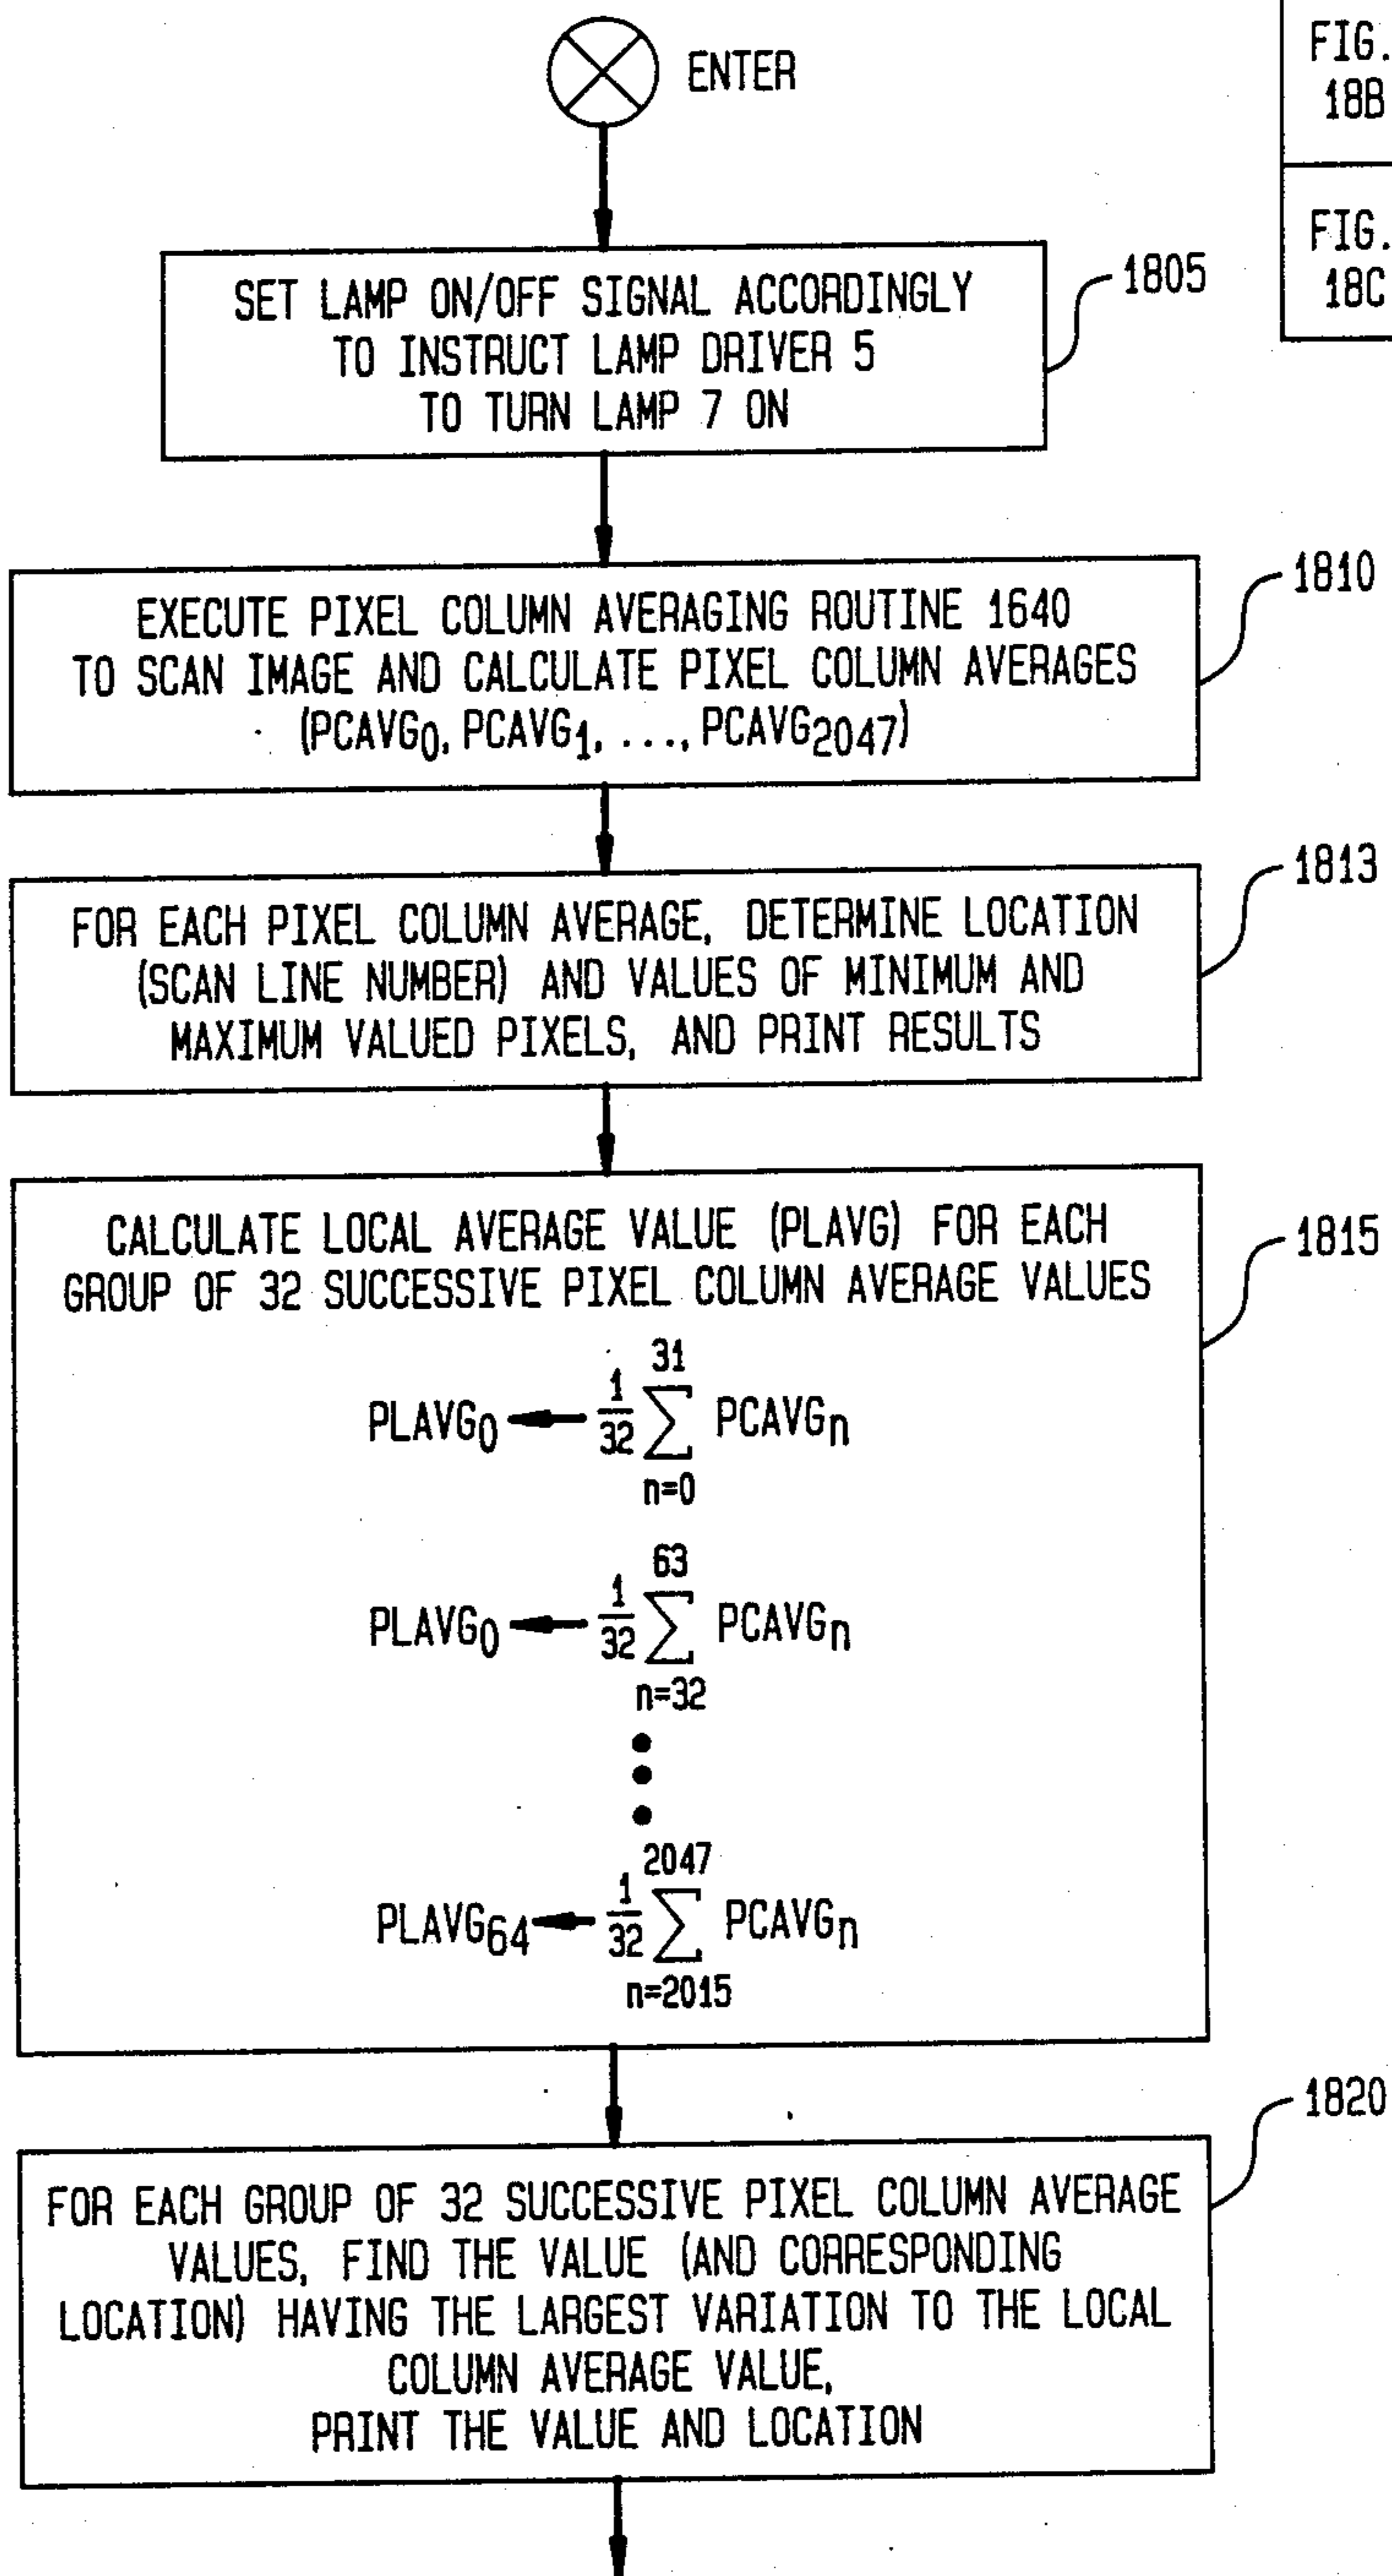 ENTER
FIG.
18B
FIG.
18C
SET LAMP ON/OFF SIGNAL ACCORDINGLY
TO INSTRUCT LAMP DRIVER 5
TO TURN LAMP 7 ON
1805
EXECUTE PIXEL COLUMN AVERAGING ROUTINE 1640
TO SCAN IMAGE AND CALCULATE PIXEL COLUMN AVERAGES
(PCAVG0, PCAVG1, ..., PCAVG2047)
1810
FOR EACH PIXEL COLUMN AVERAGE, DETERMINE LOCATION
(SCAN LINE NUMBER) AND VALUES OF MINIMUM AND
MAXIMUM VALUED PIXELS, AND PRINT RESULTS
1813
CALCULATE LOCAL AVERAGE VALUE (PLAVG) FOR EACH
GROUP OF 32 SUCCESSIVE PIXEL COLUMN AVERAGE VALUES
1815
31
PLAVG0 ← 1/32 ∑ PCAVGn
n=0
63
PLAVG0 ← 1/32 ∑ PCAVGn
n=32
2047
PLAVG64 ← 1/32 ∑ PCAVGn
n=2015
1820
FOR EACH GROUP OF 32 SUCCESSIVE PIXEL COLUMN AVERAGE
VALUES, FIND THE VALUE (AND CORRESPONDING
LOCATION) HAVING THE LARGEST VARIATION TO THE LOCAL
COLUMN AVERAGE VALUE,
PRINT THE VALUE AND LOCATION